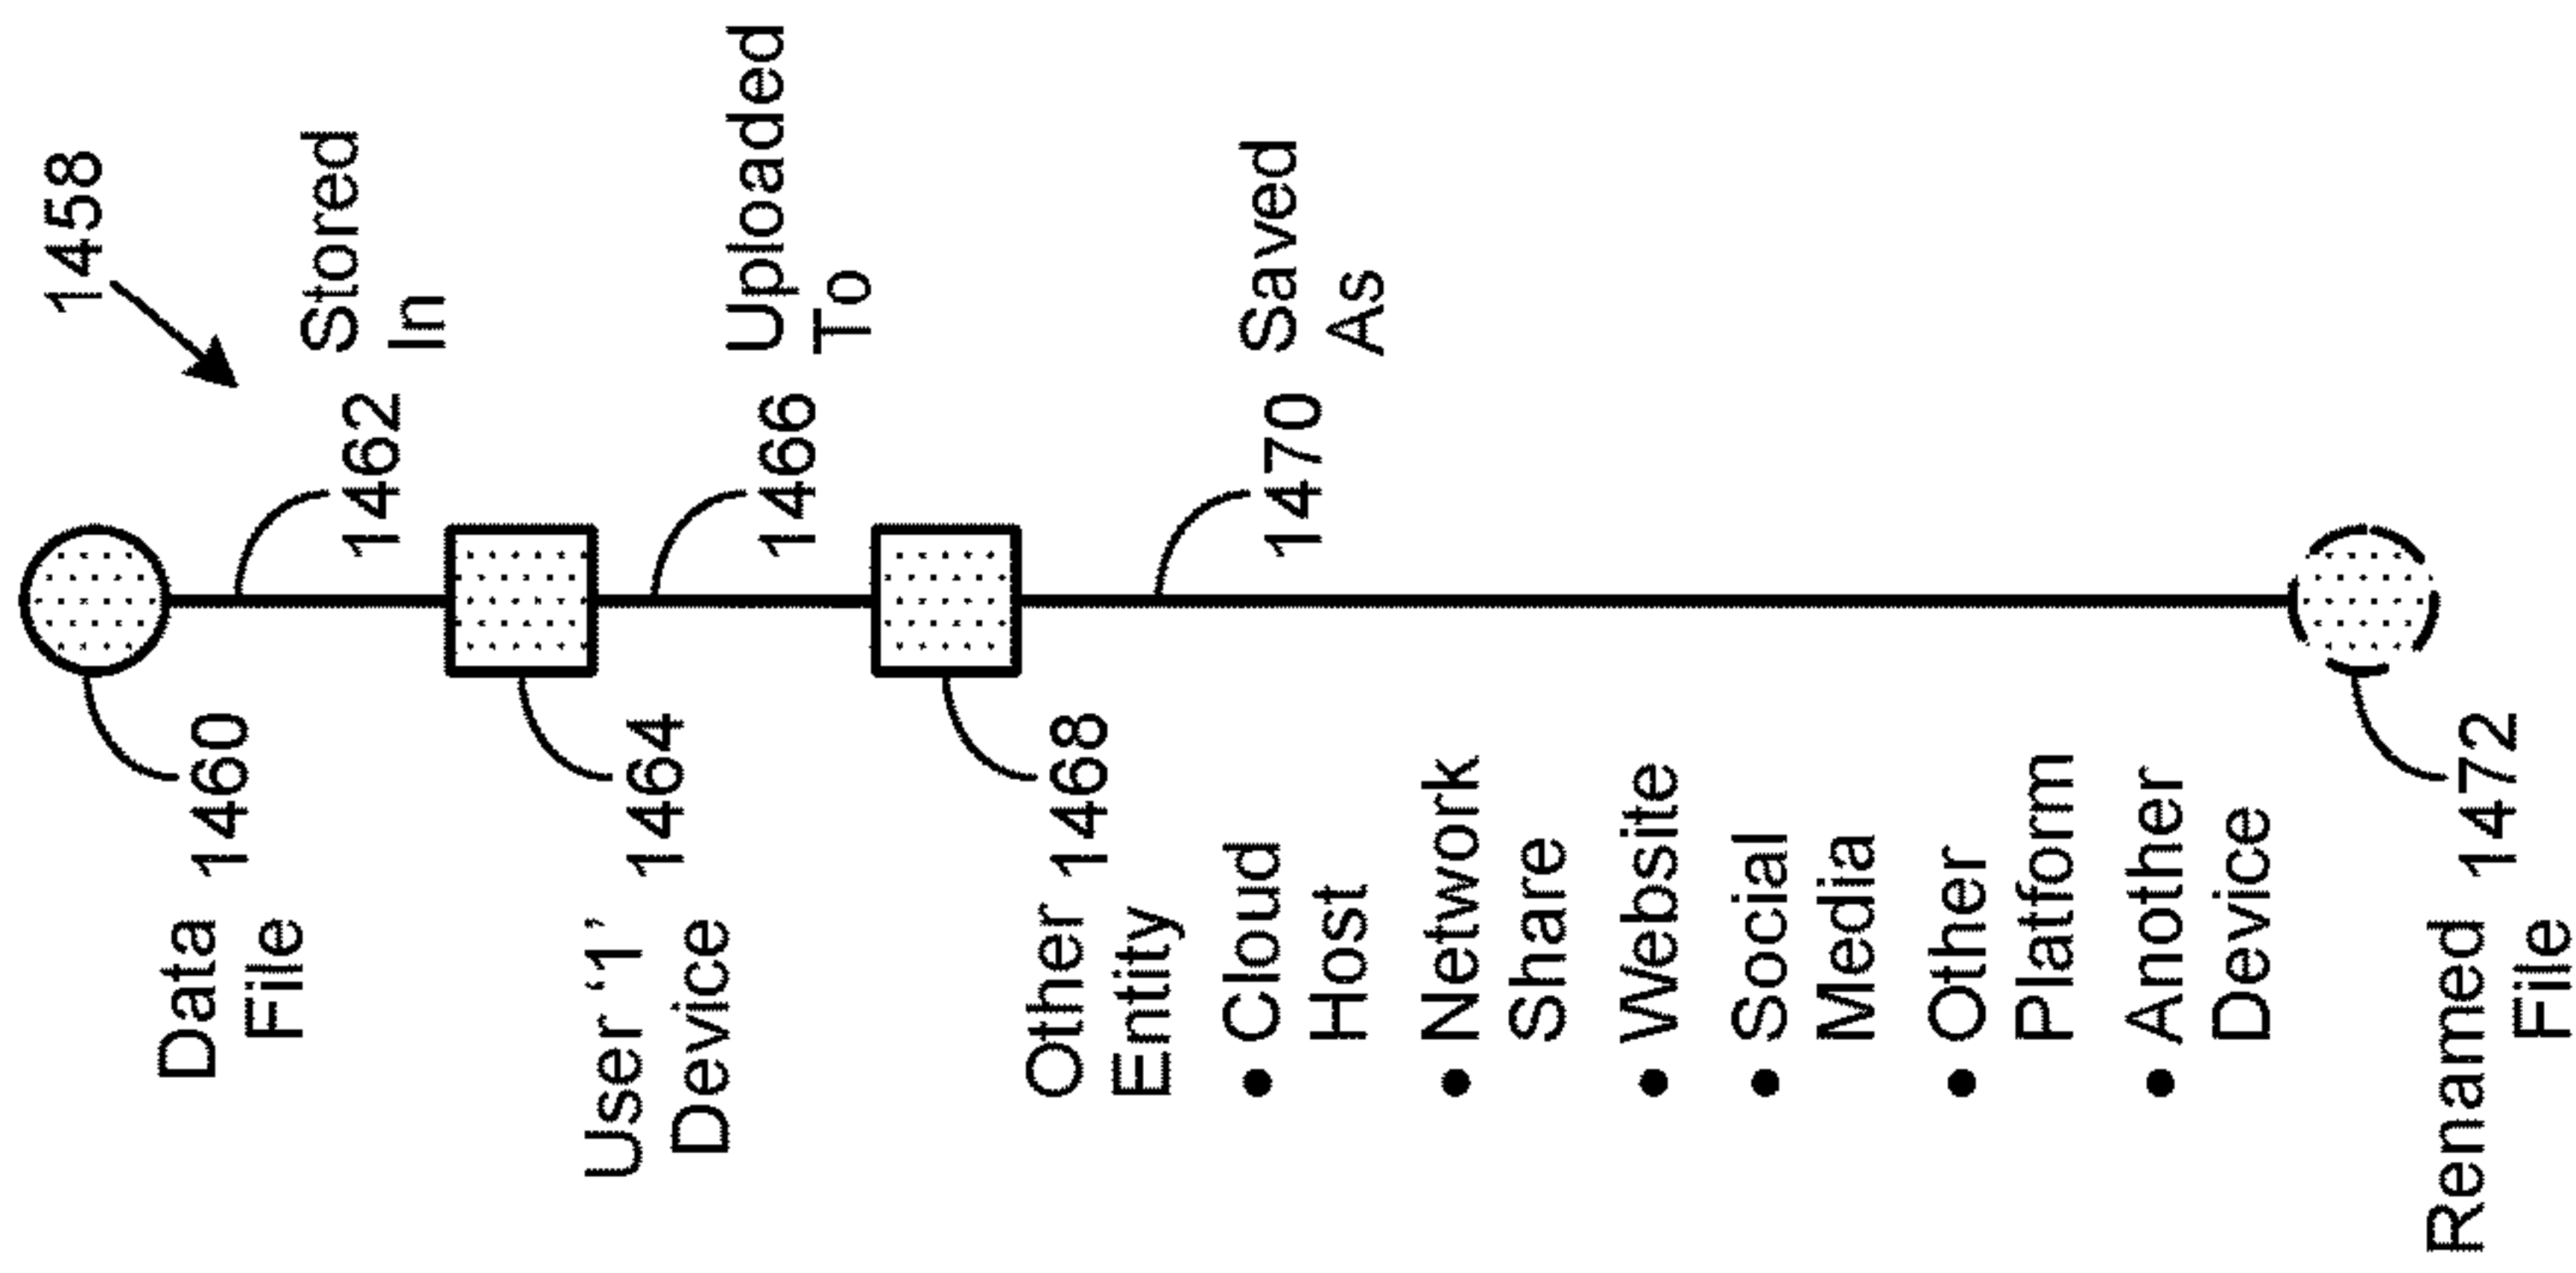 1458
Data
File
1460
1462
Stored
In
User ‘1’
Device
1464
1466
Uploaded
To
Other
Entity
1468
• Cloud
Host
• Network
Share
• Website
• Social
Media
• Other
Platform
• Another
Device
1470
Saved
As
Renamed
File
1472